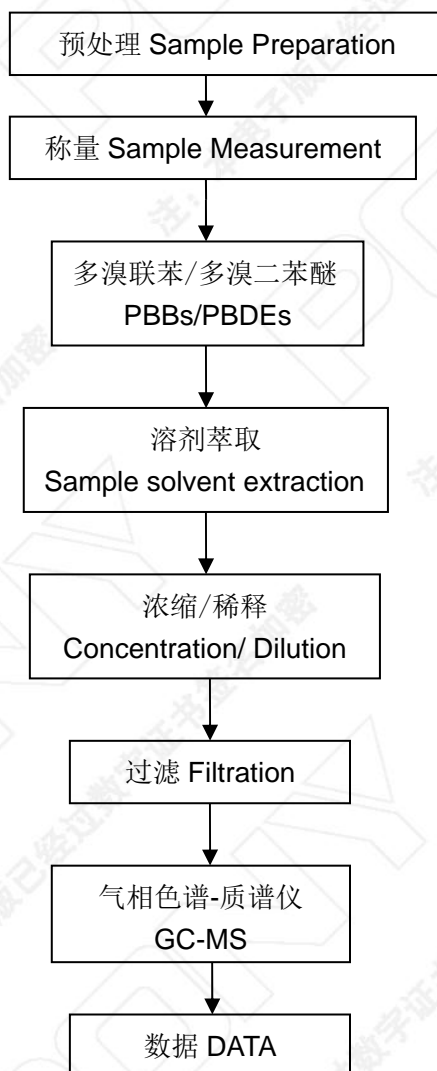 预处理 Sample Preparation
称量 Sample Measurement
多溴联苯/多溴二苯醚
PBBs/PBDEs
溶剂萃取
Sample solvent extraction
浓缩/稀释
Concentration/ Dilution
过滤 Filtration
气相色谱-质谱仪
GC-MS
数据 DATA